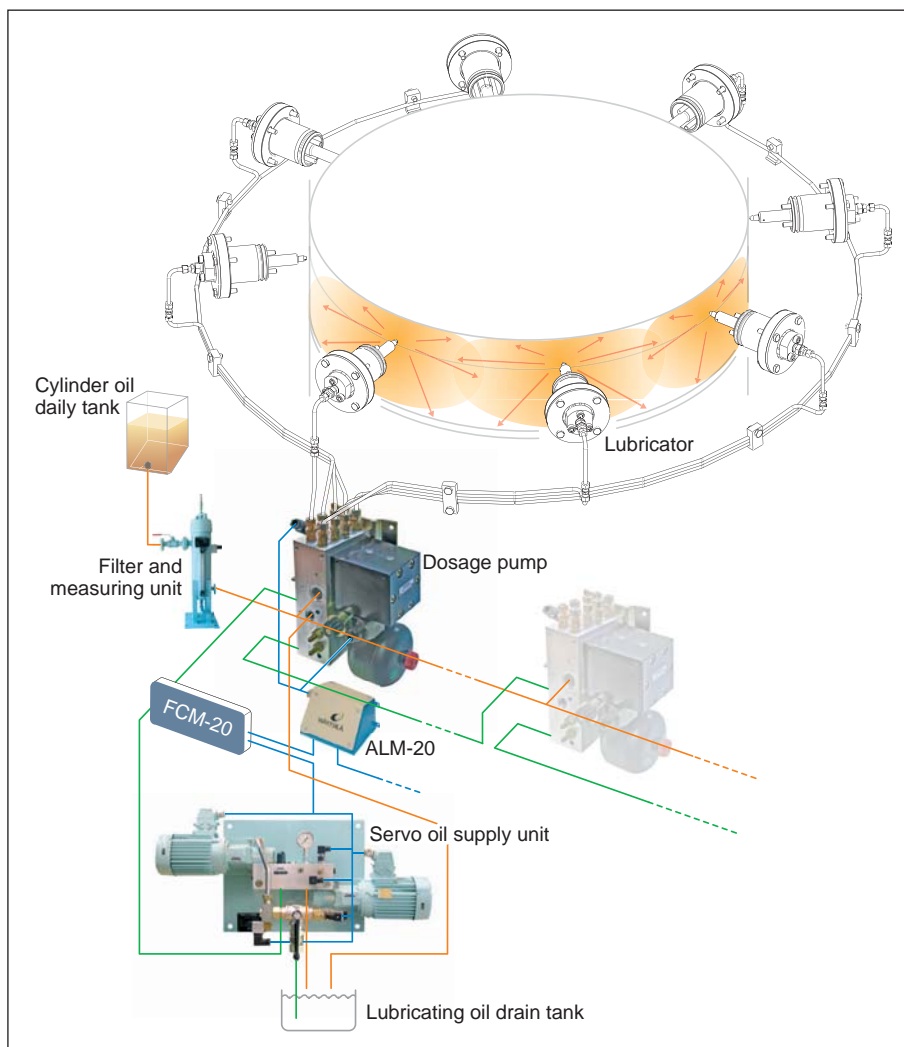 Cylinder oil
daily tank
Lubricator
Filter and
measuring unit
Dosage pump
FCM-20
WÄRTSILÄ
ALM-20
Servo oil supply unit
Lubricating oil drain tank